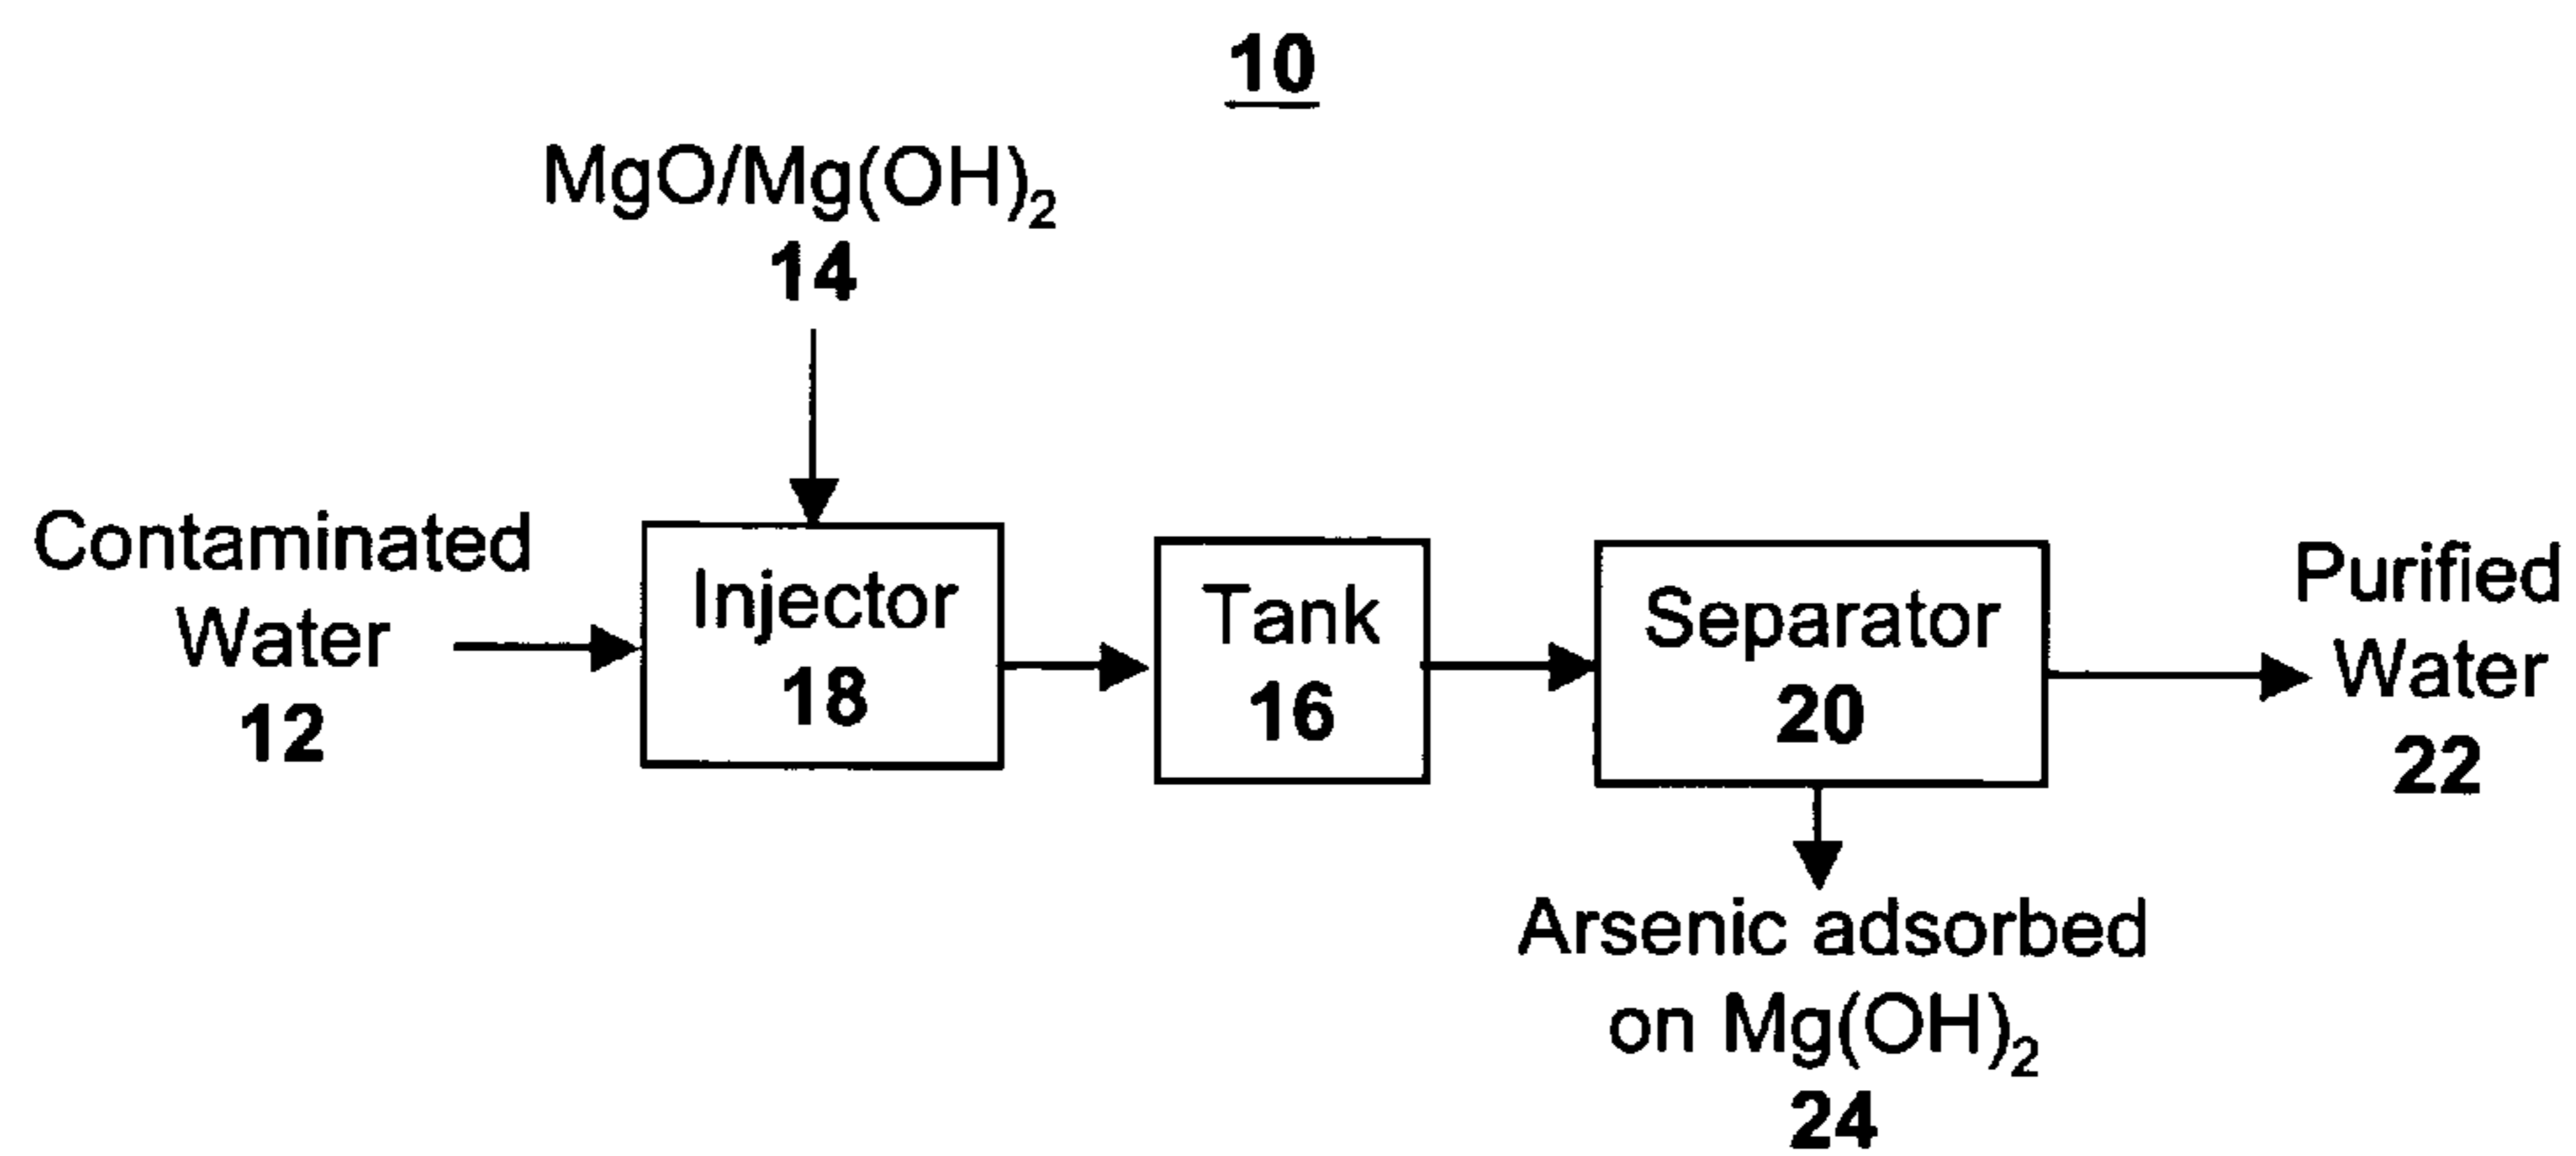 10
MgO/Mg(OH)₂
14
Contaminated
Water
12
Injector
18
Tank
16
Separator
20
Purified
Water
22
Arsenic adsorbed
on Mg(OH)₂
24